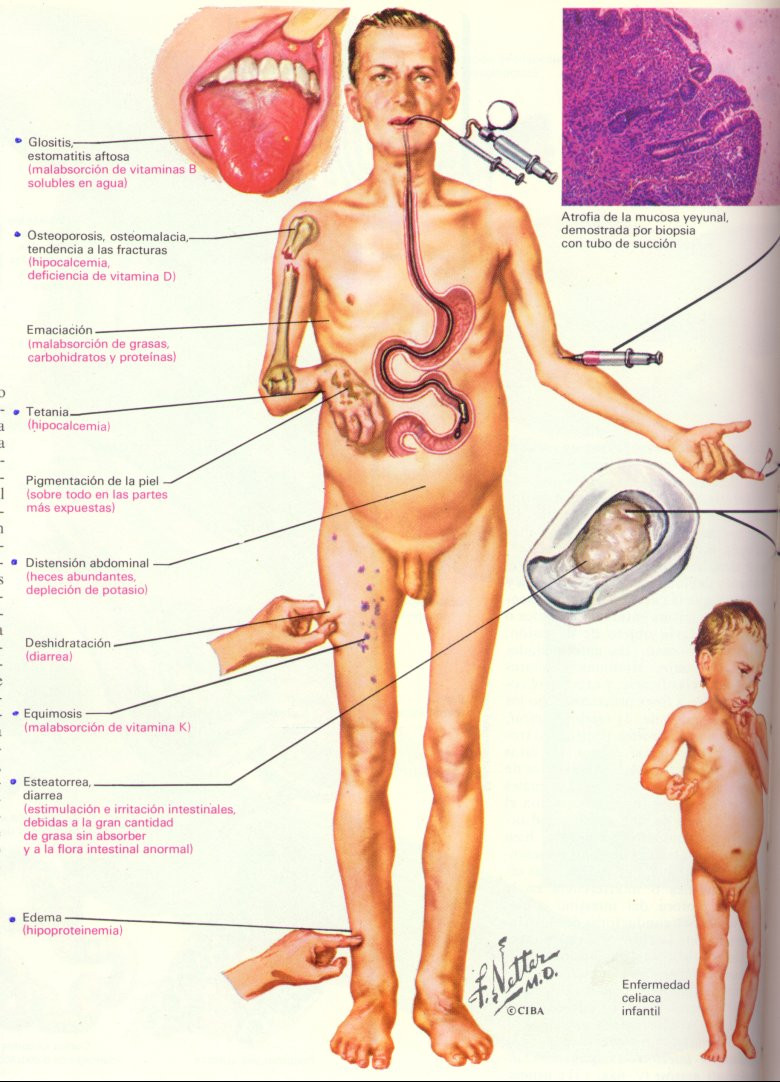 Glositis,
estomatitis aftosa
(malabsorción de vitaminas B
solubles en agua)
Osteoporosis, osteomalacia,
tendencia a las fracturas
(hipocalcemia,
deficiencia de vitamina D)
Emaciación
(malabsorción de grasas,
carbohidratos y proteínas)
Tetania
(hipocalcemia)
Pigmentación de la piel
(sobre todo en las partes
más expuestas)
Distensión abdominal
(heces abundantes,
depleción de potasio)
Deshidratación
(diarrea)
Equimosis
(malabsorción de vitamina K)
Esteatorrea,
diarrea
(estimulación e irritación intestinales,
debidas a la gran cantidad
de grasa sin absorber
y a la flora intestinal anormal)
Edema
(hipoproteinemia)
Atrofia de la mucosa yeyunal,
demostrada por biopsia
con tubo de succión
F. Netter
M.D.
©CIBA
Enfermedad
celiaca
infantil